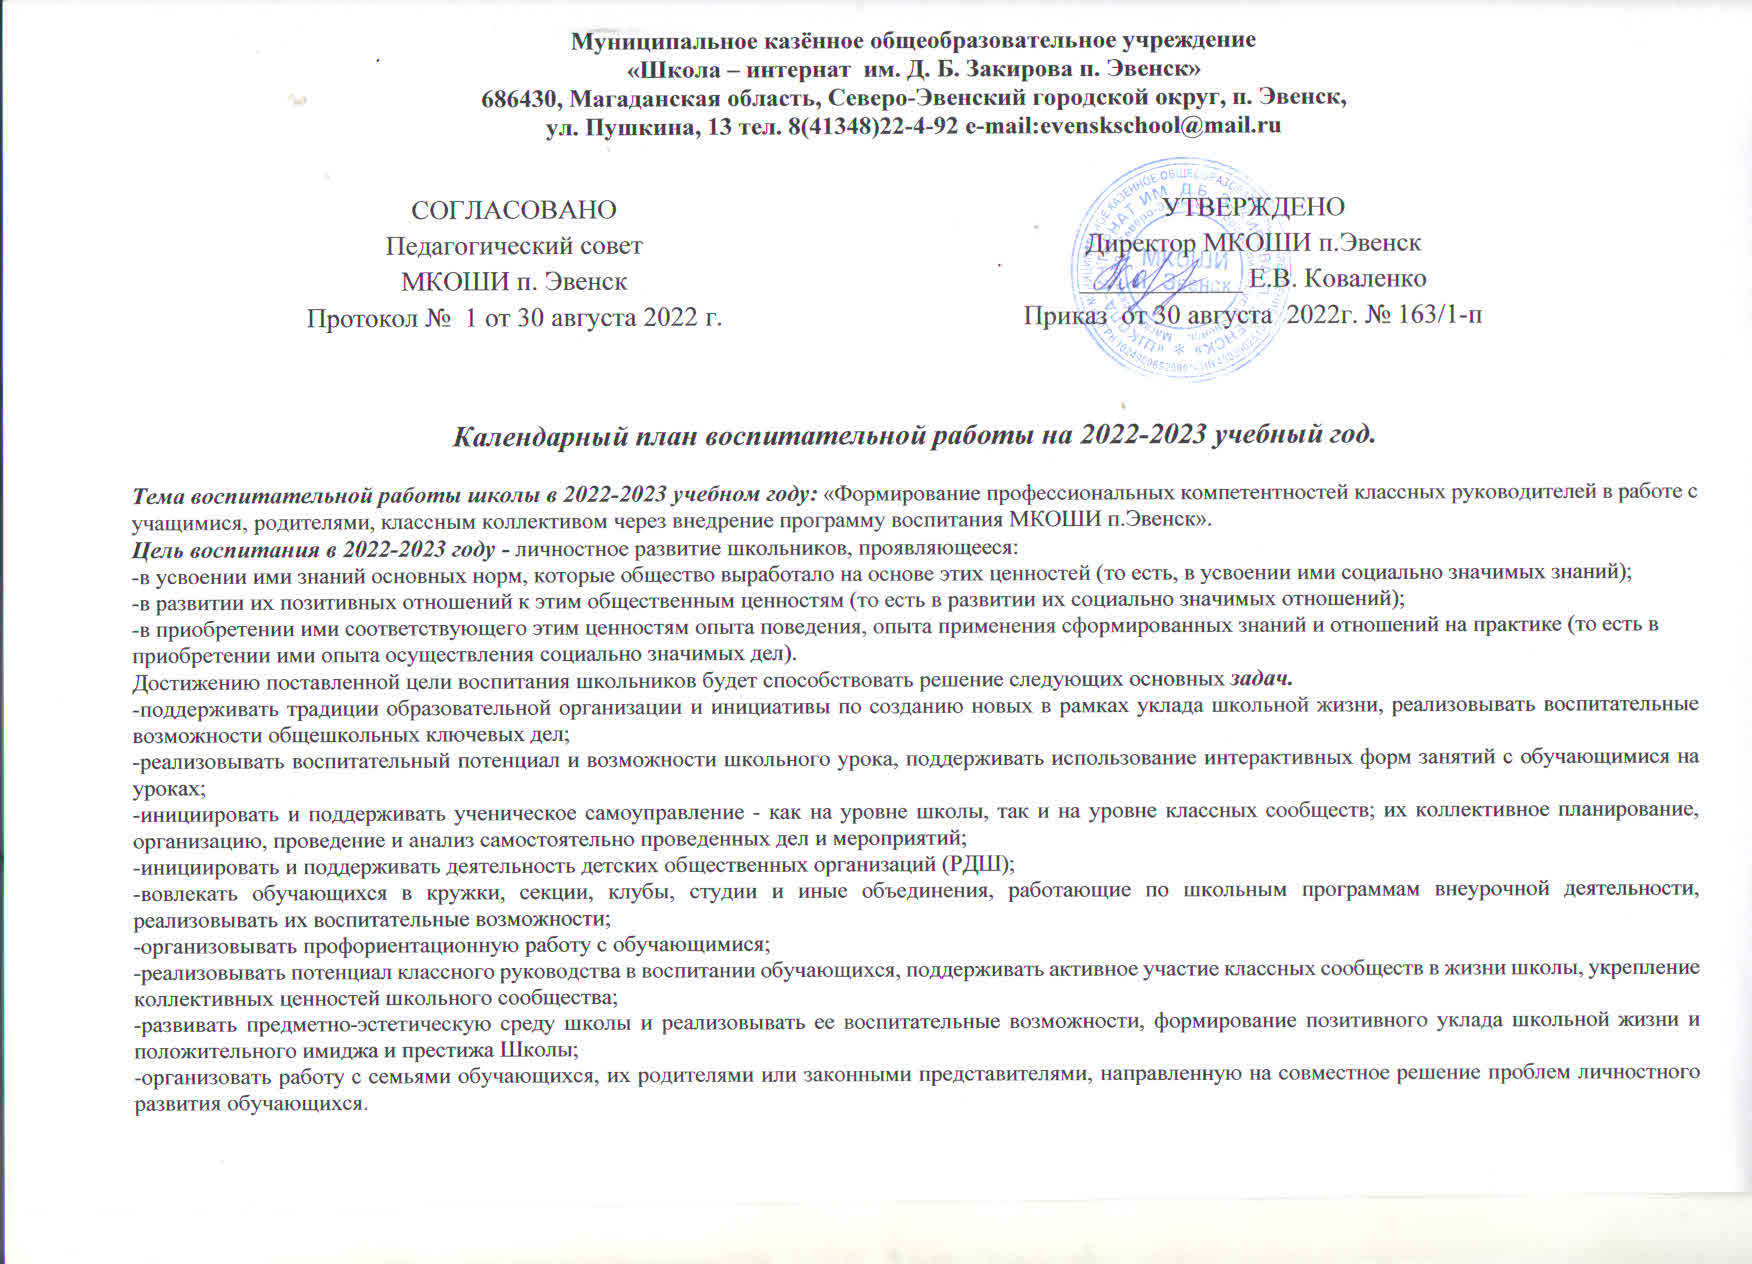 Муниципальное казённое общеобразовательное учреждение
«Школа – интернат им. Д. Б. Закирова п. Эвенск»
686430, Магаданская область, Северо-Эвенский городской округ, п. Эвенск,
ул. Пушкина, 13 тел. 8(41348)22-4-92 e-mail:evenskschool@mail.ru
СОГЛАСОВАНО
Педагогический совет
МКОШИ п. Эвенск
Протокол № 1 от 30 августа 2022 г.
УТВЕРЖДЕНО
Директор МКОШИ п.Эвенск
Е.В. Коваленко
Приказ от 30 августа 2022г. № 163/1-п
МКОШИ
п. Эвенск
Календарный план воспитательной работы на 2022-2023 учебный год.
Тема воспитательной работы школы в 2022-2023 учебном году: «Формирование профессиональных компетентностей классных руководителей в работе с
учащимися, родителями, классным коллективом через внедрение программу воспитания МКОШИ п.Эвенск».
Цель воспитания в 2022-2023 году - личностное развитие школьников, проявляющееся:
-в усвоении ими знаний основных норм, которые общество выработало на основе этих ценностей (то есть, в усвоении ими социально значимых знаний);
-в развитии их позитивных отношений к этим общественным ценностям (то есть в развитии их социально значимых отношений);
-в приобретении ими соответствующего этим ценностям опыта поведения, опыта применения сформированных знаний и отношений на практике (то есть в
приобретении ими опыта осуществления социально значимых дел).
Достижению поставленной цели воспитания школьников будет способствовать решение следующих основных задач.
-поддерживать традиции образовательной организации и инициативы по созданию новых в рамках уклада школьной жизни, реализовывать воспитательные
возможности общешкольных ключевых дел;
-реализовывать воспитательный потенциал и возможности школьного урока, поддерживать использование интерактивных форм занятий с обучающимися на
уроках;
-инициировать и поддерживать ученическое самоуправление - как на уровне школы, так и на уровне классных сообществ; их коллективное планирование,
организацию, проведение и анализ самостоятельно проведенных дел и мероприятий;
-инициировать и поддерживать деятельность детских общественных организаций (РДШ);
-вовлекать обучающихся в кружки, секции, клубы, студии и иные объединения, работающие по школьным программам внеурочной деятельности,
реализовывать их воспитательные возможности;
-организовывать профориентационную работу с обучающимися;
-реализовывать потенциал классного руководства в воспитании обучающихся, поддерживать активное участие классных сообществ в жизни школы, укрепление
коллективных ценностей школьного сообщества;
-развивать предметно-эстетическую среду школы и реализовывать ее воспитательные возможности, формирование позитивного уклада школьной жизни и
положительного имиджа и престижа Школы;
-организовать работу с семьями обучающихся, их родителями или законными представителями, направленную на совместное решение проблем личностного
развития обучающихся.